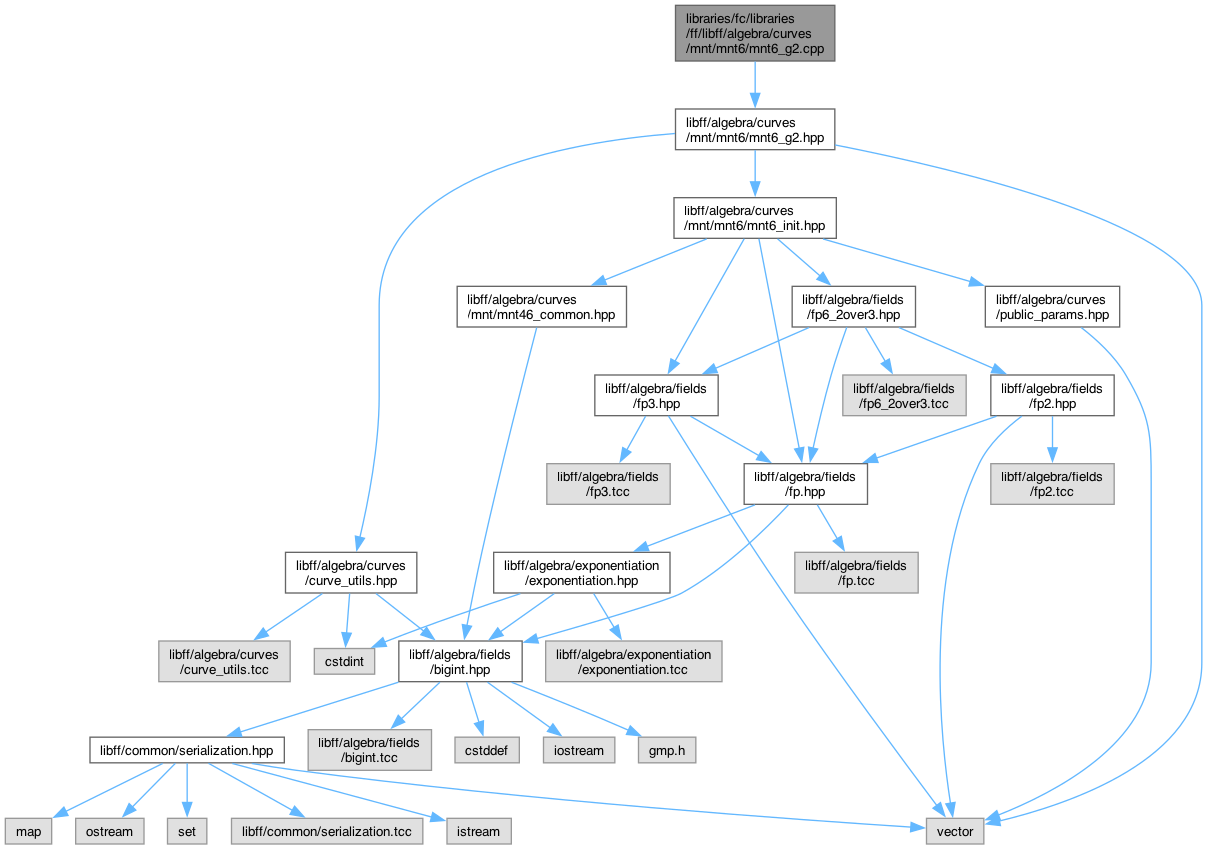 libraries/fc/libraries
/ff/libff/algebra/curves
/mnt/mnt6/mnt6_g2.cpp
libff/algebra/curves
/mnt/mnt6/mnt6_g2.hpp
libff/algebra/curves
/mnt/mnt6/mnt6_init.hpp
libff/algebra/curves
/mnt/mnt46_common.hpp
libff/algebra/fields
/fp6_2over3.hpp
libff/algebra/curves
/public_params.hpp
libff/algebra/fields
/fp3.hpp
libff/algebra/fields
/fp6_2over3.tcc
libff/algebra/fields
/fp2.hpp
libff/algebra/fields
/fp3.tcc
libff/algebra/fields
/fp.hpp
libff/algebra/fields
/fp2.tcc
libff/algebra/curves
/curve_utils.hpp
libff/algebra/exponentiation
/exponentiation.hpp
libff/algebra/fields
/fp.tcc
libff/algebra/curves
/curve_utils.tcc
cstdint
libff/algebra/fields
/bigint.hpp
libff/algebra/exponentiation
/exponentiation.tcc
libff/common/serialization.hpp
libff/algebra/fields
/bigint.tcc
cstddef
iostream
gmp.h
map
ostream
set
libff/common/serialization.tcc
istream
vector